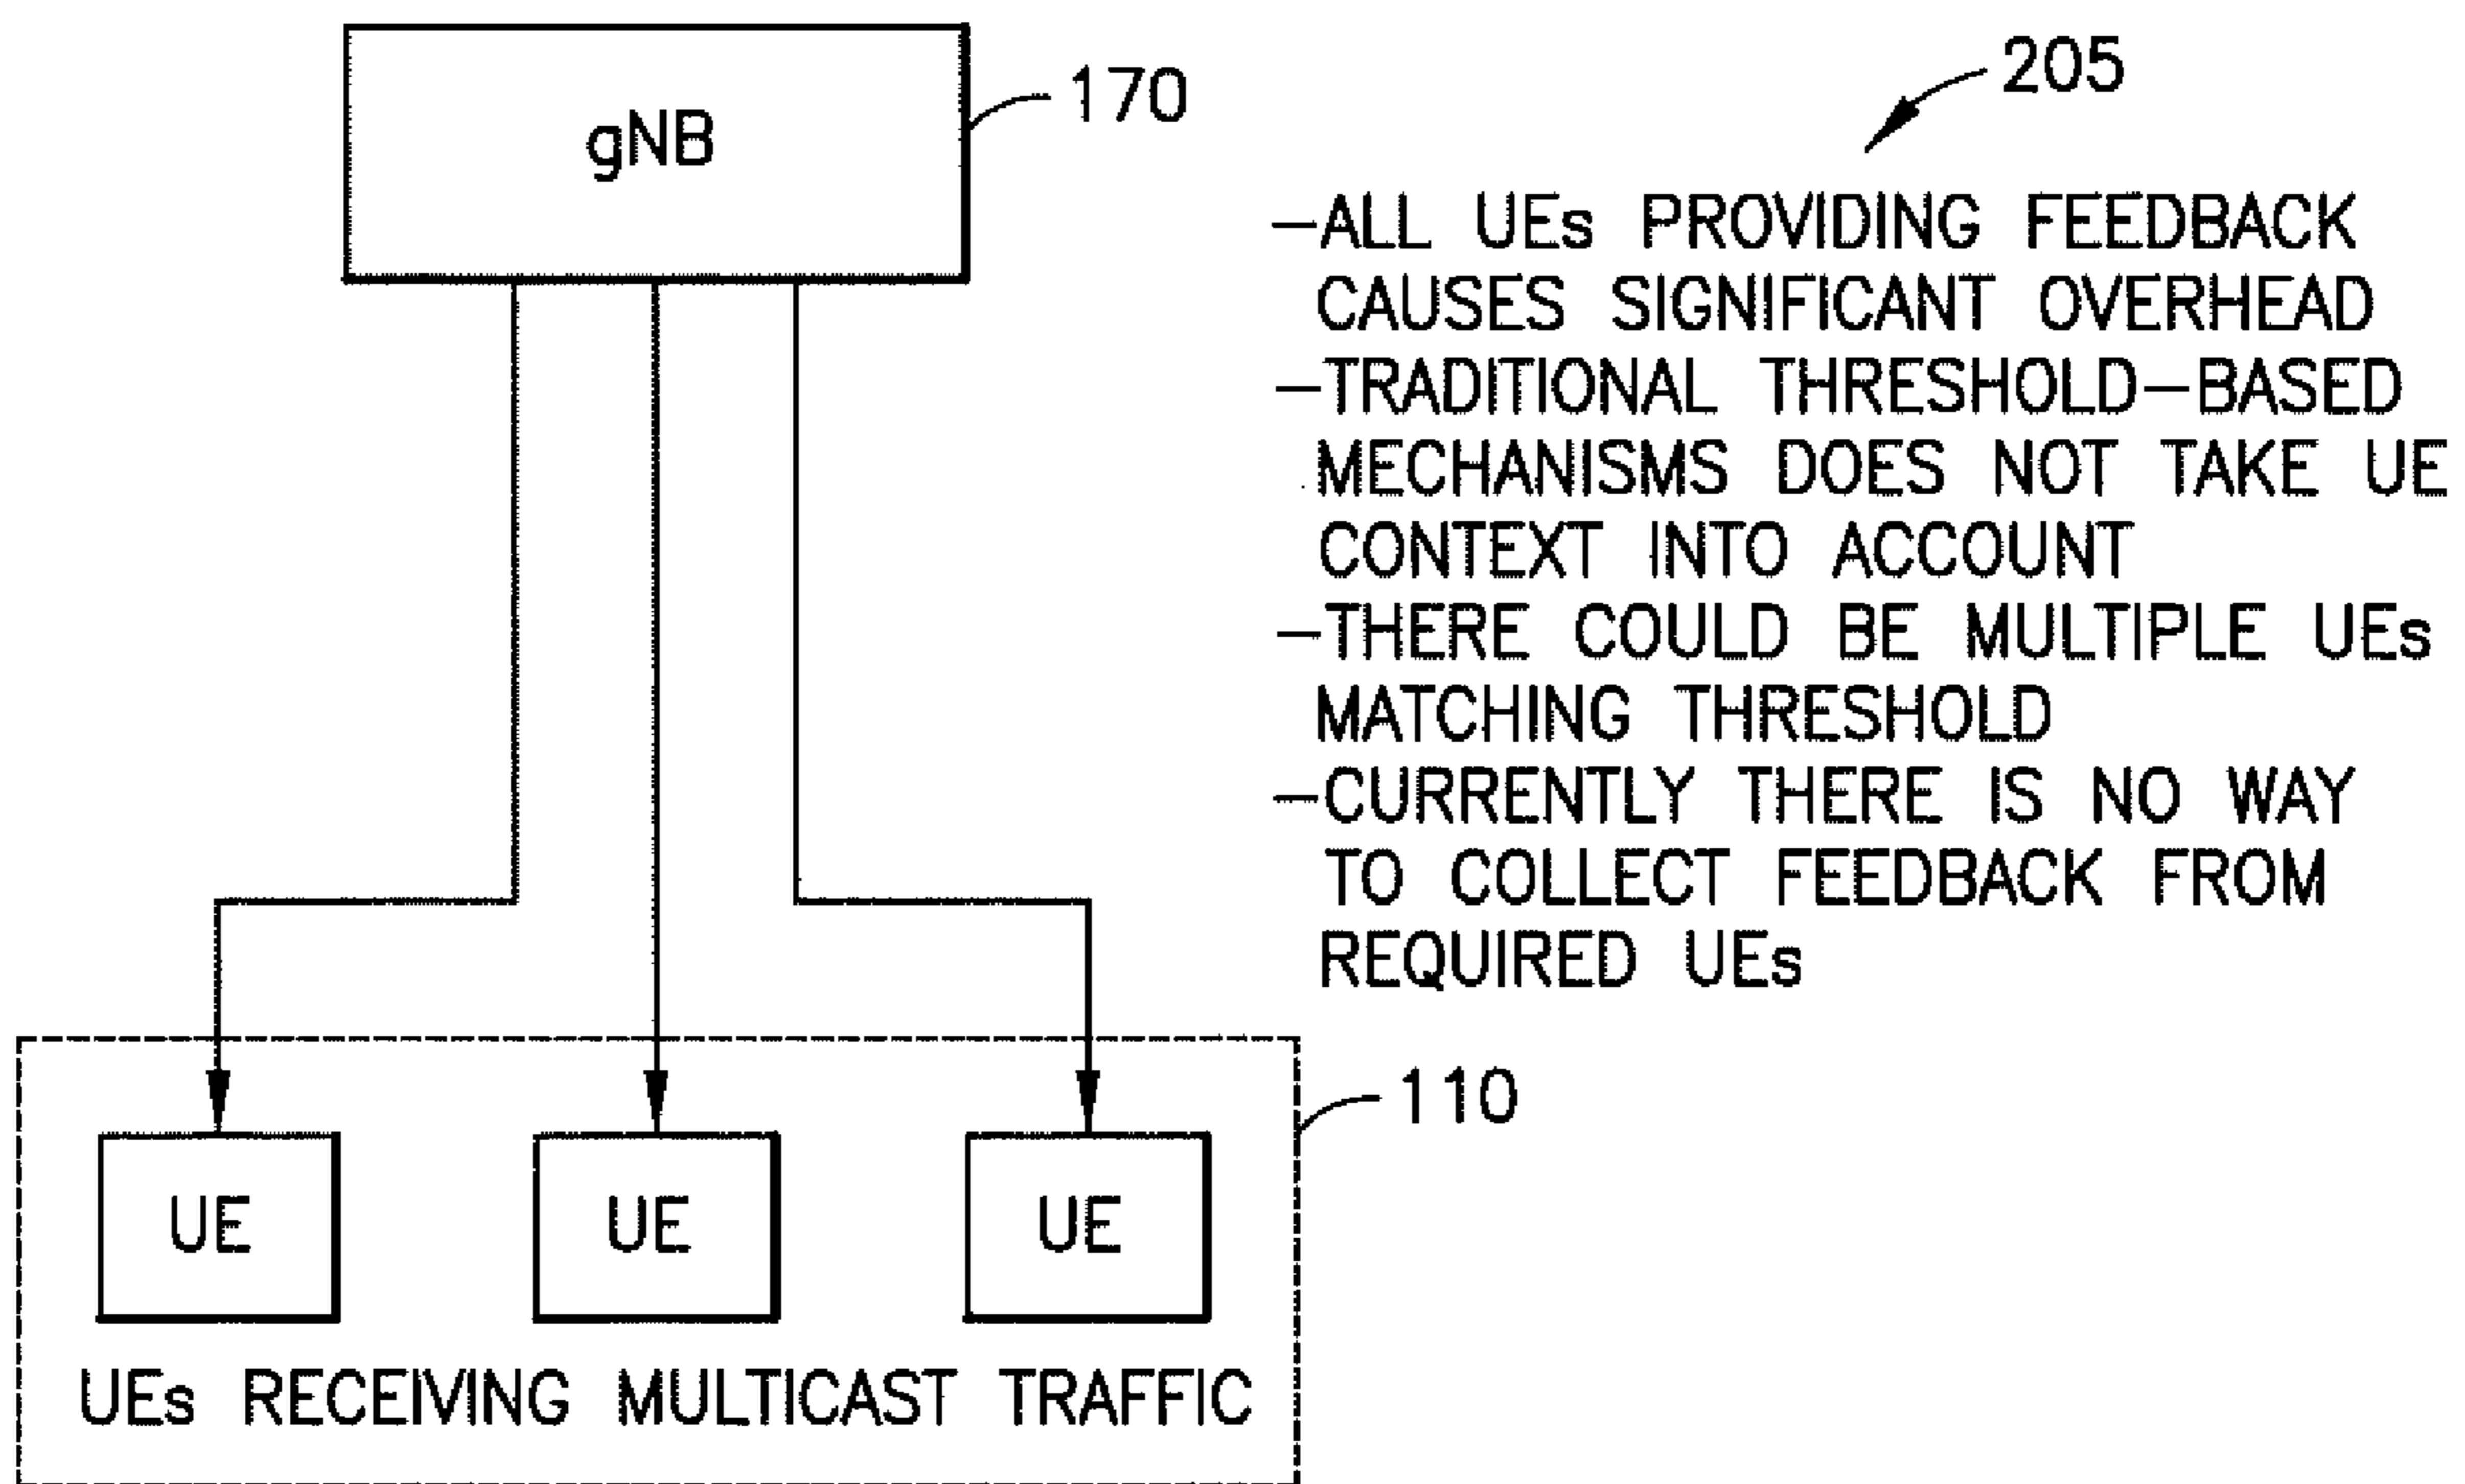 gNB
170
205
-ALL UEs PROVIDING FEEDBACK
CAUSES SIGNIFICANT OVERHEAD
-TRADITIONAL THRESHOLD-BASED
MECHANISMS DOES NOT TAKE UE
CONTEXT INTO ACCOUNT
-THERE COULD BE MULTIPLE UEs
MATCHING THRESHOLD
-CURRENTLY THERE IS NO WAY
TO COLLECT FEEDBACK FROM
REQUIRED UEs
110
UE
UE
UE
UEs RECEIVING MULTICAST TRAFFIC